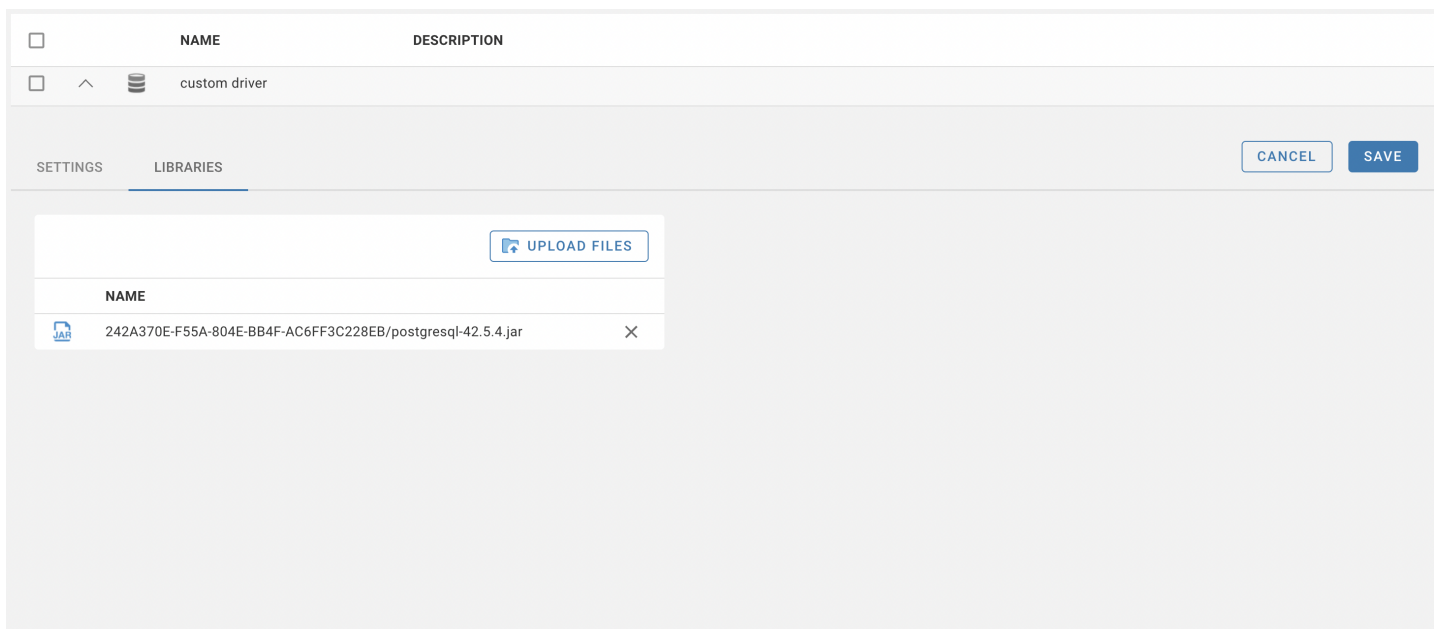 NAME DESCRIPTION
custom driver
SETTINGS LIBRARIES CANCEL SAVE
UPLOAD FILES
NAME
JAR 242A370E-F55A-804E-BB4F-AC6FF3C228EB/postgresql-42.5.4.jar